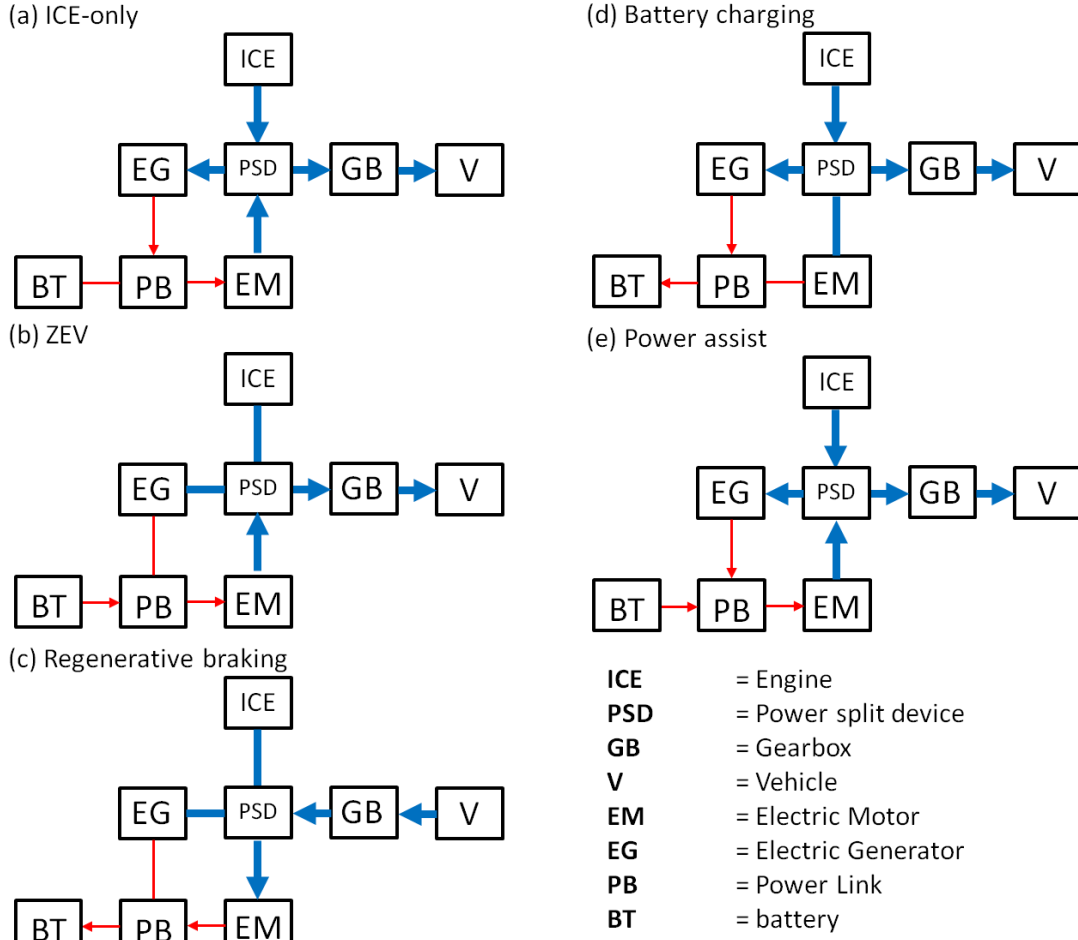 (a) ICE-only
ICE
EG PSD GB V
BT PB EM
(b) ZEV
ICE
EG PSD GB V
BT PB EM
(c) Regenerative braking
ICE
EG PSD GB V
BT PB EM
(d) Battery charging
ICE
EG PSD GB V
BT PB EM
(e) Power assist
ICE
EG PSD GB V
BT PB EM
ICE = Engine
PSD = Power split device
GB = Gearbox
V = Vehicle
EM = Electric Motor
EG = Electric Generator
PB = Power Link
BT = battery